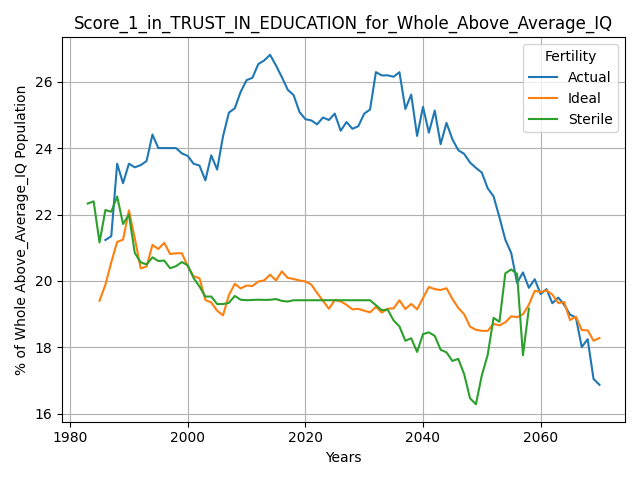 Score_1_in_TRUST_IN_EDUCATION_for_Whole_Above_Average_IQ
% of Whole Above_Average_IQ Population
26
24
22
20
18
16
Fertility
Actual
Ideal
Sterile
1980
2000
2020
2040
2060
Years